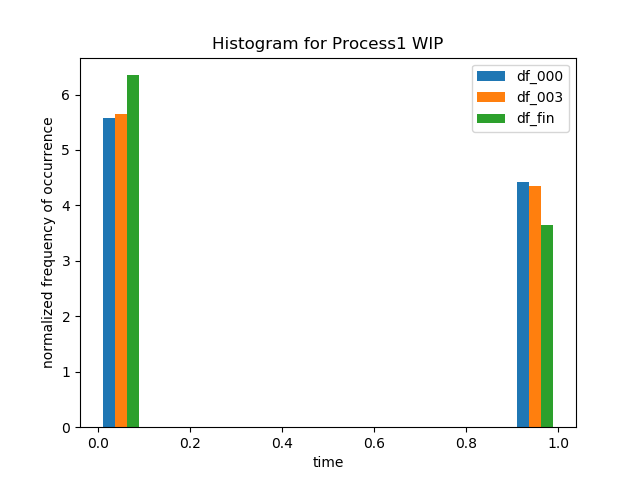 Histogram for Process1 WIP
df_000
df_003
df_fin
normalized frequency of occurrence
6
5
4
3
2
1
0
0.0 0.2 0.4 0.6 0.8 1.0
time